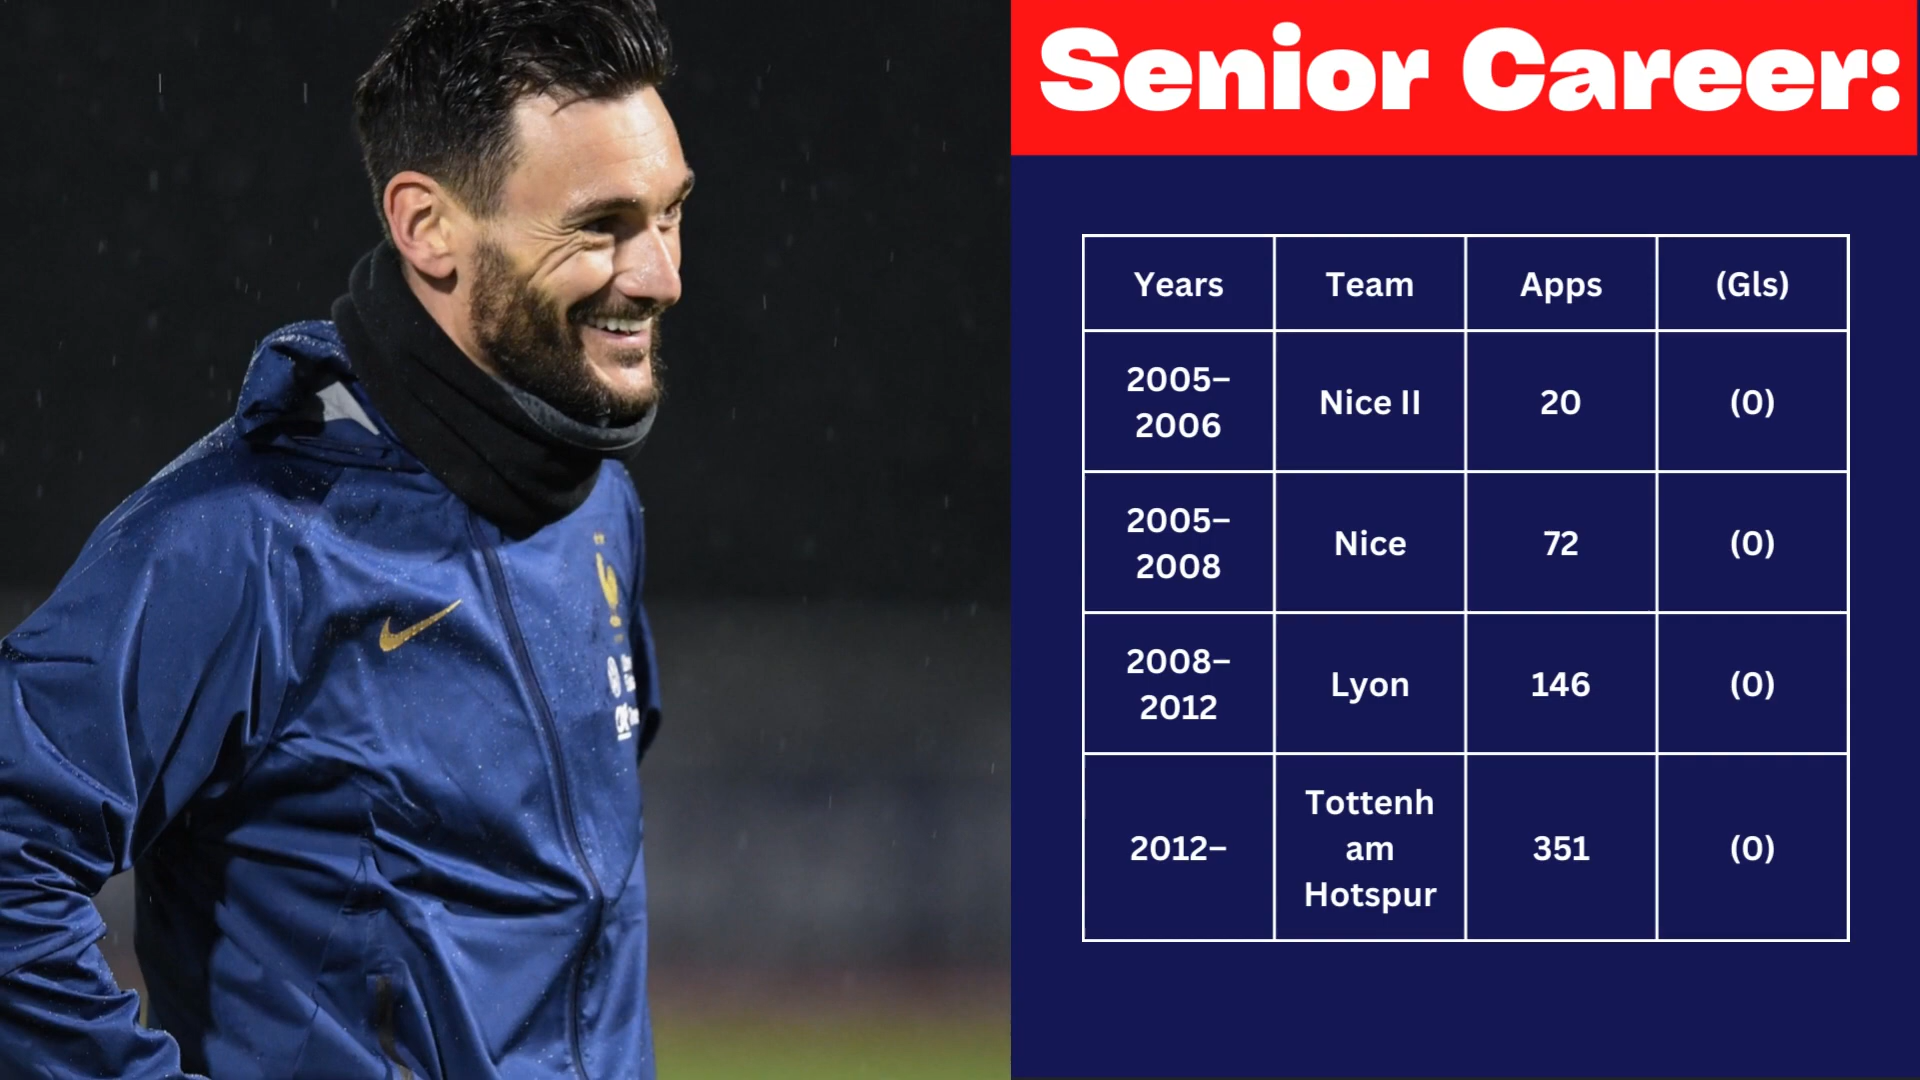 Senior Career:
Years Team Apps (Gls)
2005–
2006
Nice II
20
(0)
2005–
2008
Nice
72
(0)
2008–
2012
Lyon
146
(0)
2012–
Tottenh
am
Hotspur
351
(0)